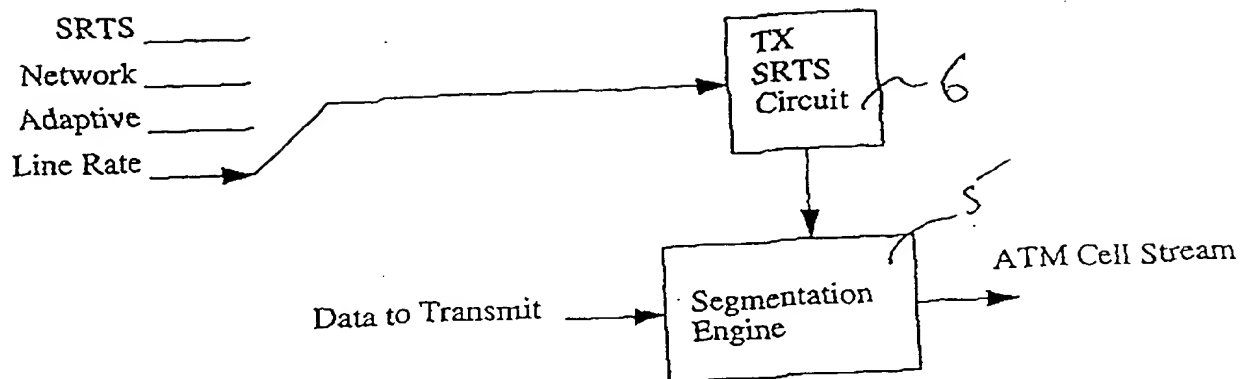 SRTS
Network
Adaptive
Line Rate
TX
SRTS
Circuit
6
5
ATM Cell Stream
Data to Transmit
Segmentation
Engine